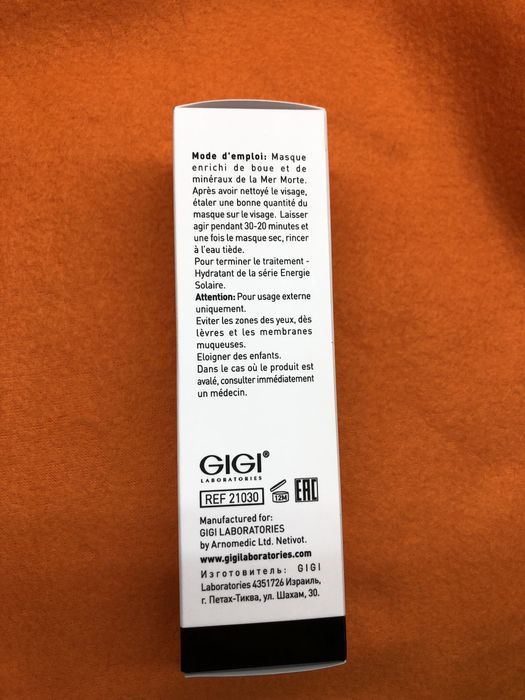 Mode d'emploi: Masque
enrichi de boue et de
minéraux de la Mer Morte.
Après avoir nettoyé le visage,
étaler une bonne quantité du
masque sur le visage. Laisser
agir pendant 30-20 minutes et
une fois le masque sec, rincer
à l'eau tiède.
Pour terminer le traitement -
Hydratant de la série Energie
Solaire.
Attention: Pour usage externe
uniquement.
Eviter les zones des yeux, dès
lèvres et les membranes
muqueuses.
Eloigner des enfants.
Dans le cas où le produit est
avalé, consulter immédiatement
un médecin.
GIGI®
LABORATORIES
REF 21030 12M EAC
Manufactured for:
GIGI LABORATORIES
by Arnomedic Ltd. Netivot.
www.gigilaboratories.com
Изготовитель: GIGI
Laboratories 4351726 Израиль,
г. Петах-Тиква, ул. Шахам, 30.